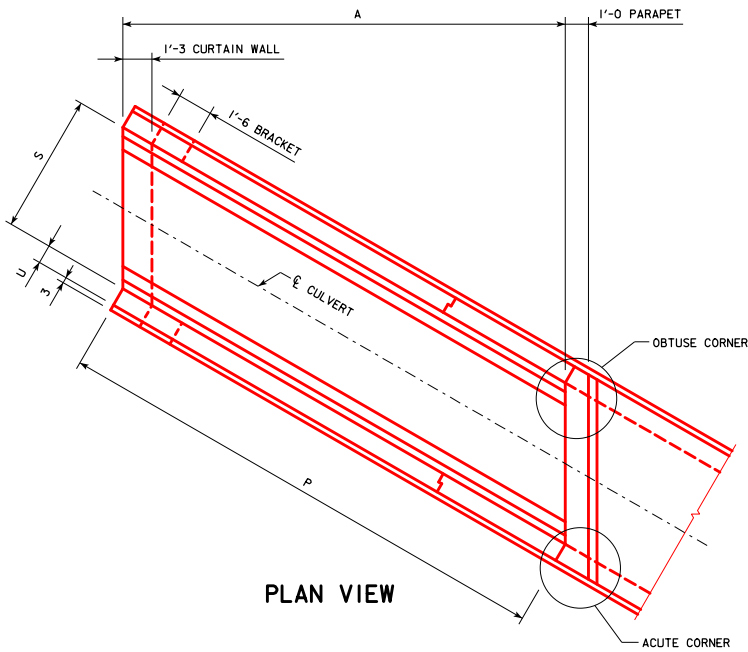 A
1'-0 PARAPET
1'-3 CURTAIN WALL
1'-6 BRACKET
S
U
3
℄ CULVERT
OBTUSE CORNER
P
PLAN VIEW
ACUTE CORNER